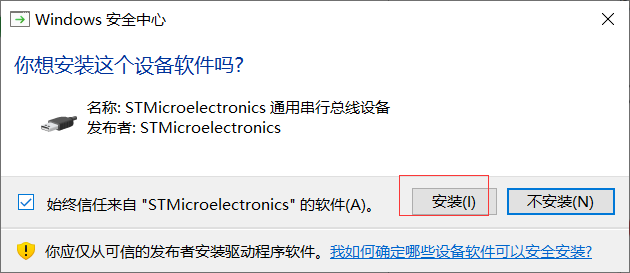 Windows 安全中心
你想安装这个设备软件吗?
名称: STMicroelectronics 通用串行总线设备
发布者: STMicroelectronics
始终信任来自 "STMicroelectronics" 的软件(A)。
安装(I)
不安装(N)
你应仅从可信的发布者安装驱动程序软件。我如何确定哪些设备软件可以安全安装?